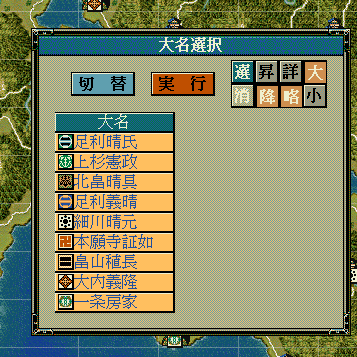 大名選択
切替 実行 選昇詳大
消降略小
大名
足利晴氏
上杉憲政
北畠晴具
足利義晴
細川晴元
本願寺証如
畠山稙長
大内義隆
一条房家